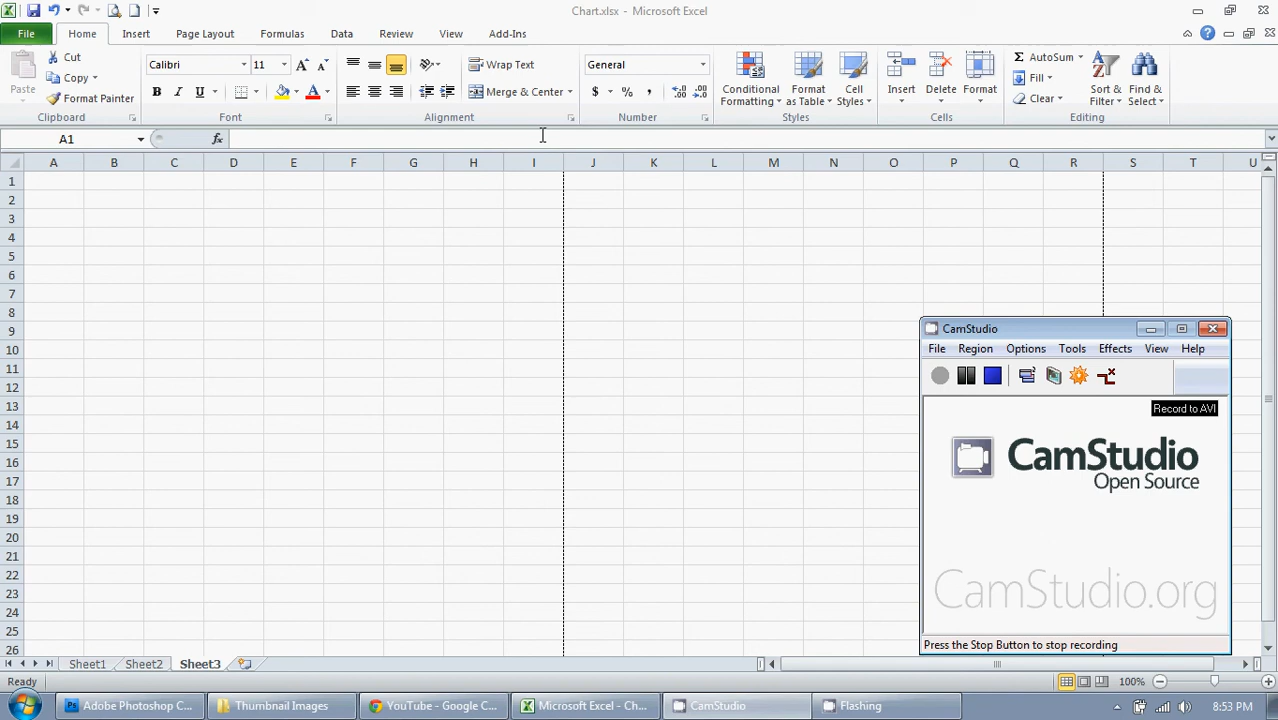 Chart.xlsx - Microsoft Excel
File Home Insert Page Layout Formulas Data Review View Add-Ins
Paste Cut Calibri 11 Wrap Text General Conditional Formatting Format as Table Cell Styles Insert Delete Format AutoSum Sort & Filter Find & Select
Copy Fill
Format Painter B I U A Merge & Center $ % , Clear
Clipboard Font Alignment Number Styles Cells Editing
A1 fx
A B C D E F G H I J K L M N O P Q R S T U
1
2
3
4
5
6
7
8
9 CamStudio
10 File Region Options Tools Effects View Help
11
12
13 Record to AVI
14
15 CamStudio
16 Open Source
17
18
19
20
21
22 CamStudio.org
23
24
25 Press the Stop Button to stop recording
26
Sheet1 Sheet2 Sheet3
Ready 100%
Adobe Photoshop C... Thumbnail Images YouTube - Google C... Microsoft Excel - Ch... CamStudio Flashing 8:53 PM